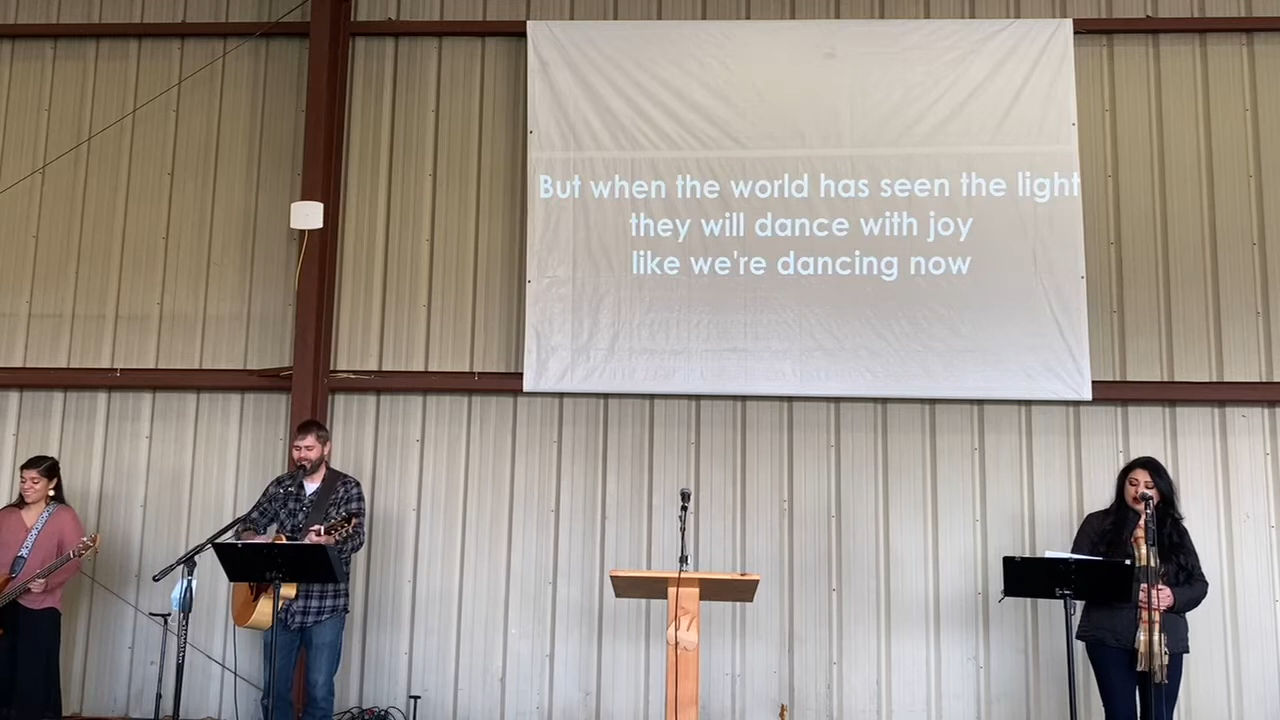 But when the world has seen the light
they will dance with joy
like we're dancing now